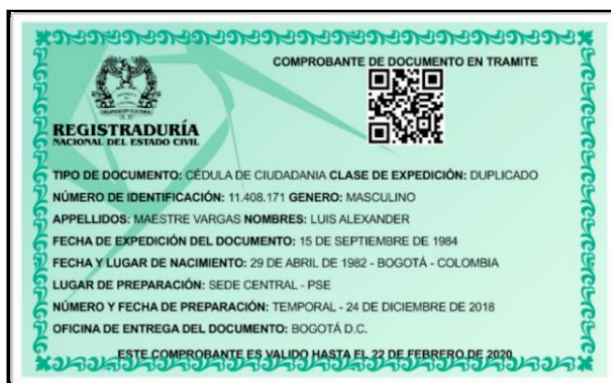 COMPROBANTE DE DOCUMENTO EN TRAMITE
REGISTRADURÍA
NACIONAL DEL ESTADO CIVIL
TIPO DE DOCUMENTO: CÉDULA DE CIUDADANIA CLASE DE EXPEDICIÓN: DUPLICADO
NÚMERO DE IDENTIFICACIÓN: 11.408.171 GENERO: MASCULINO
APPELLIDOS: MAESTRE VARGAS NOMBRES: LUIS ALEXANDER
FECHA DE EXPEDICIÓN DEL DOCUMENTO: 15 DE SEPTIEMBRE DE 1984
FECHA Y LUGAR DE NACIMIENTO: 29 DE ABRIL DE 1982 - BOGOTÁ - COLOMBIA
LUGAR DE PREPARACIÓN: SEDE CENTRAL - PSE
NÚMERO Y FECHA DE PREPARACIÓN: TEMPORAL - 24 DE DICIEMBRE DE 2018
OFICINA DE ENTREGA DEL DOCUMENTO: BOGOTÁ D.C.
ESTE COMPROBANTE ES VALIDO HASTA EL 22 DE FEBRERO DE 2020